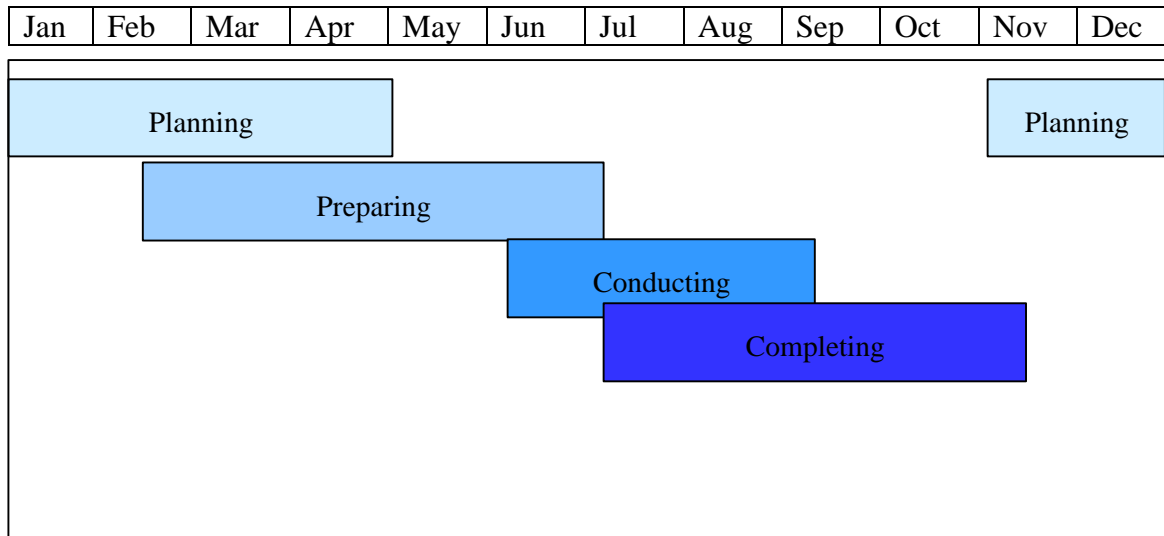 Jan Feb Mar Apr May Jun Jul Aug Sep Oct Nov Dec
Planning Planning
Preparing
Conducting
Completing